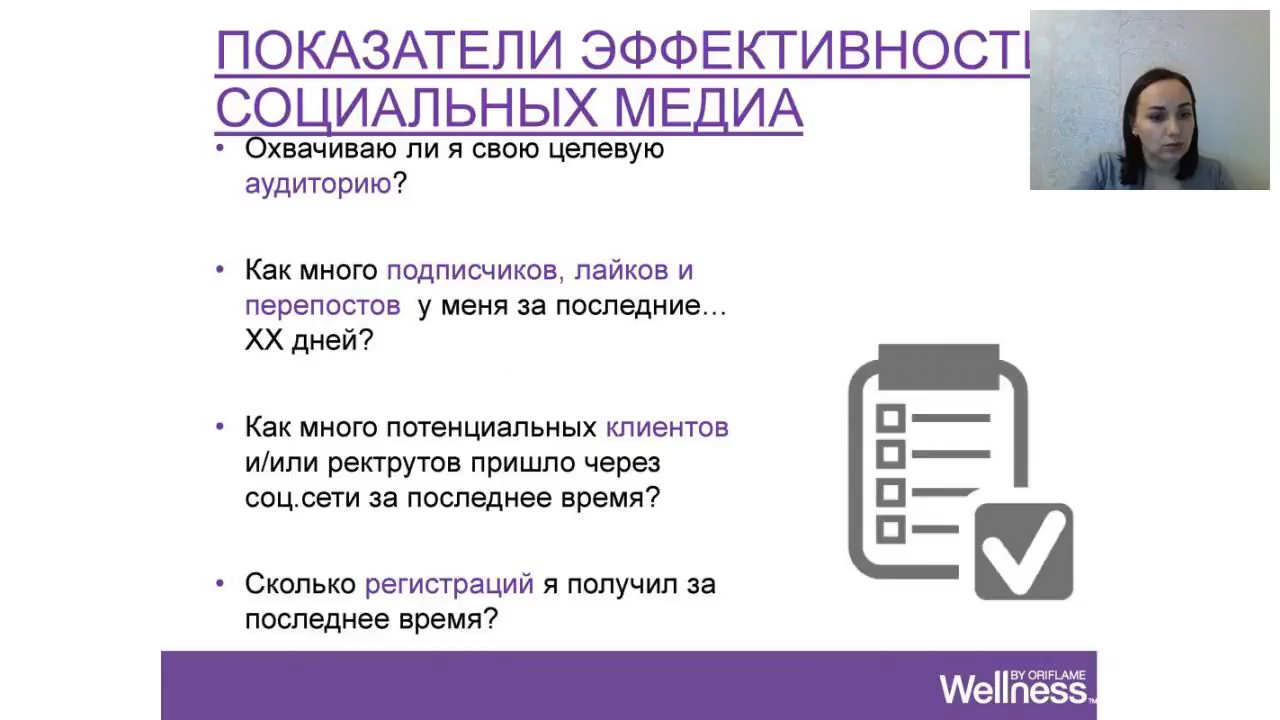 ПОКАЗАТЕЛИ ЭФФЕКТИВНОСТИ
СОЦИАЛЬНЫХ МЕДИА
• Охвачиваю ли я свою целевую
аудиторию?
• Как много подписчиков, лайков и
перепостов у меня за последние…
ХХ дней?
• Как много потенциальных клиентов
и/или ректрутов пришло через
соц.сети за последнее время?
• Сколько регистраций я получил за
последнее время?
BY ORIFLAME
Wellness™